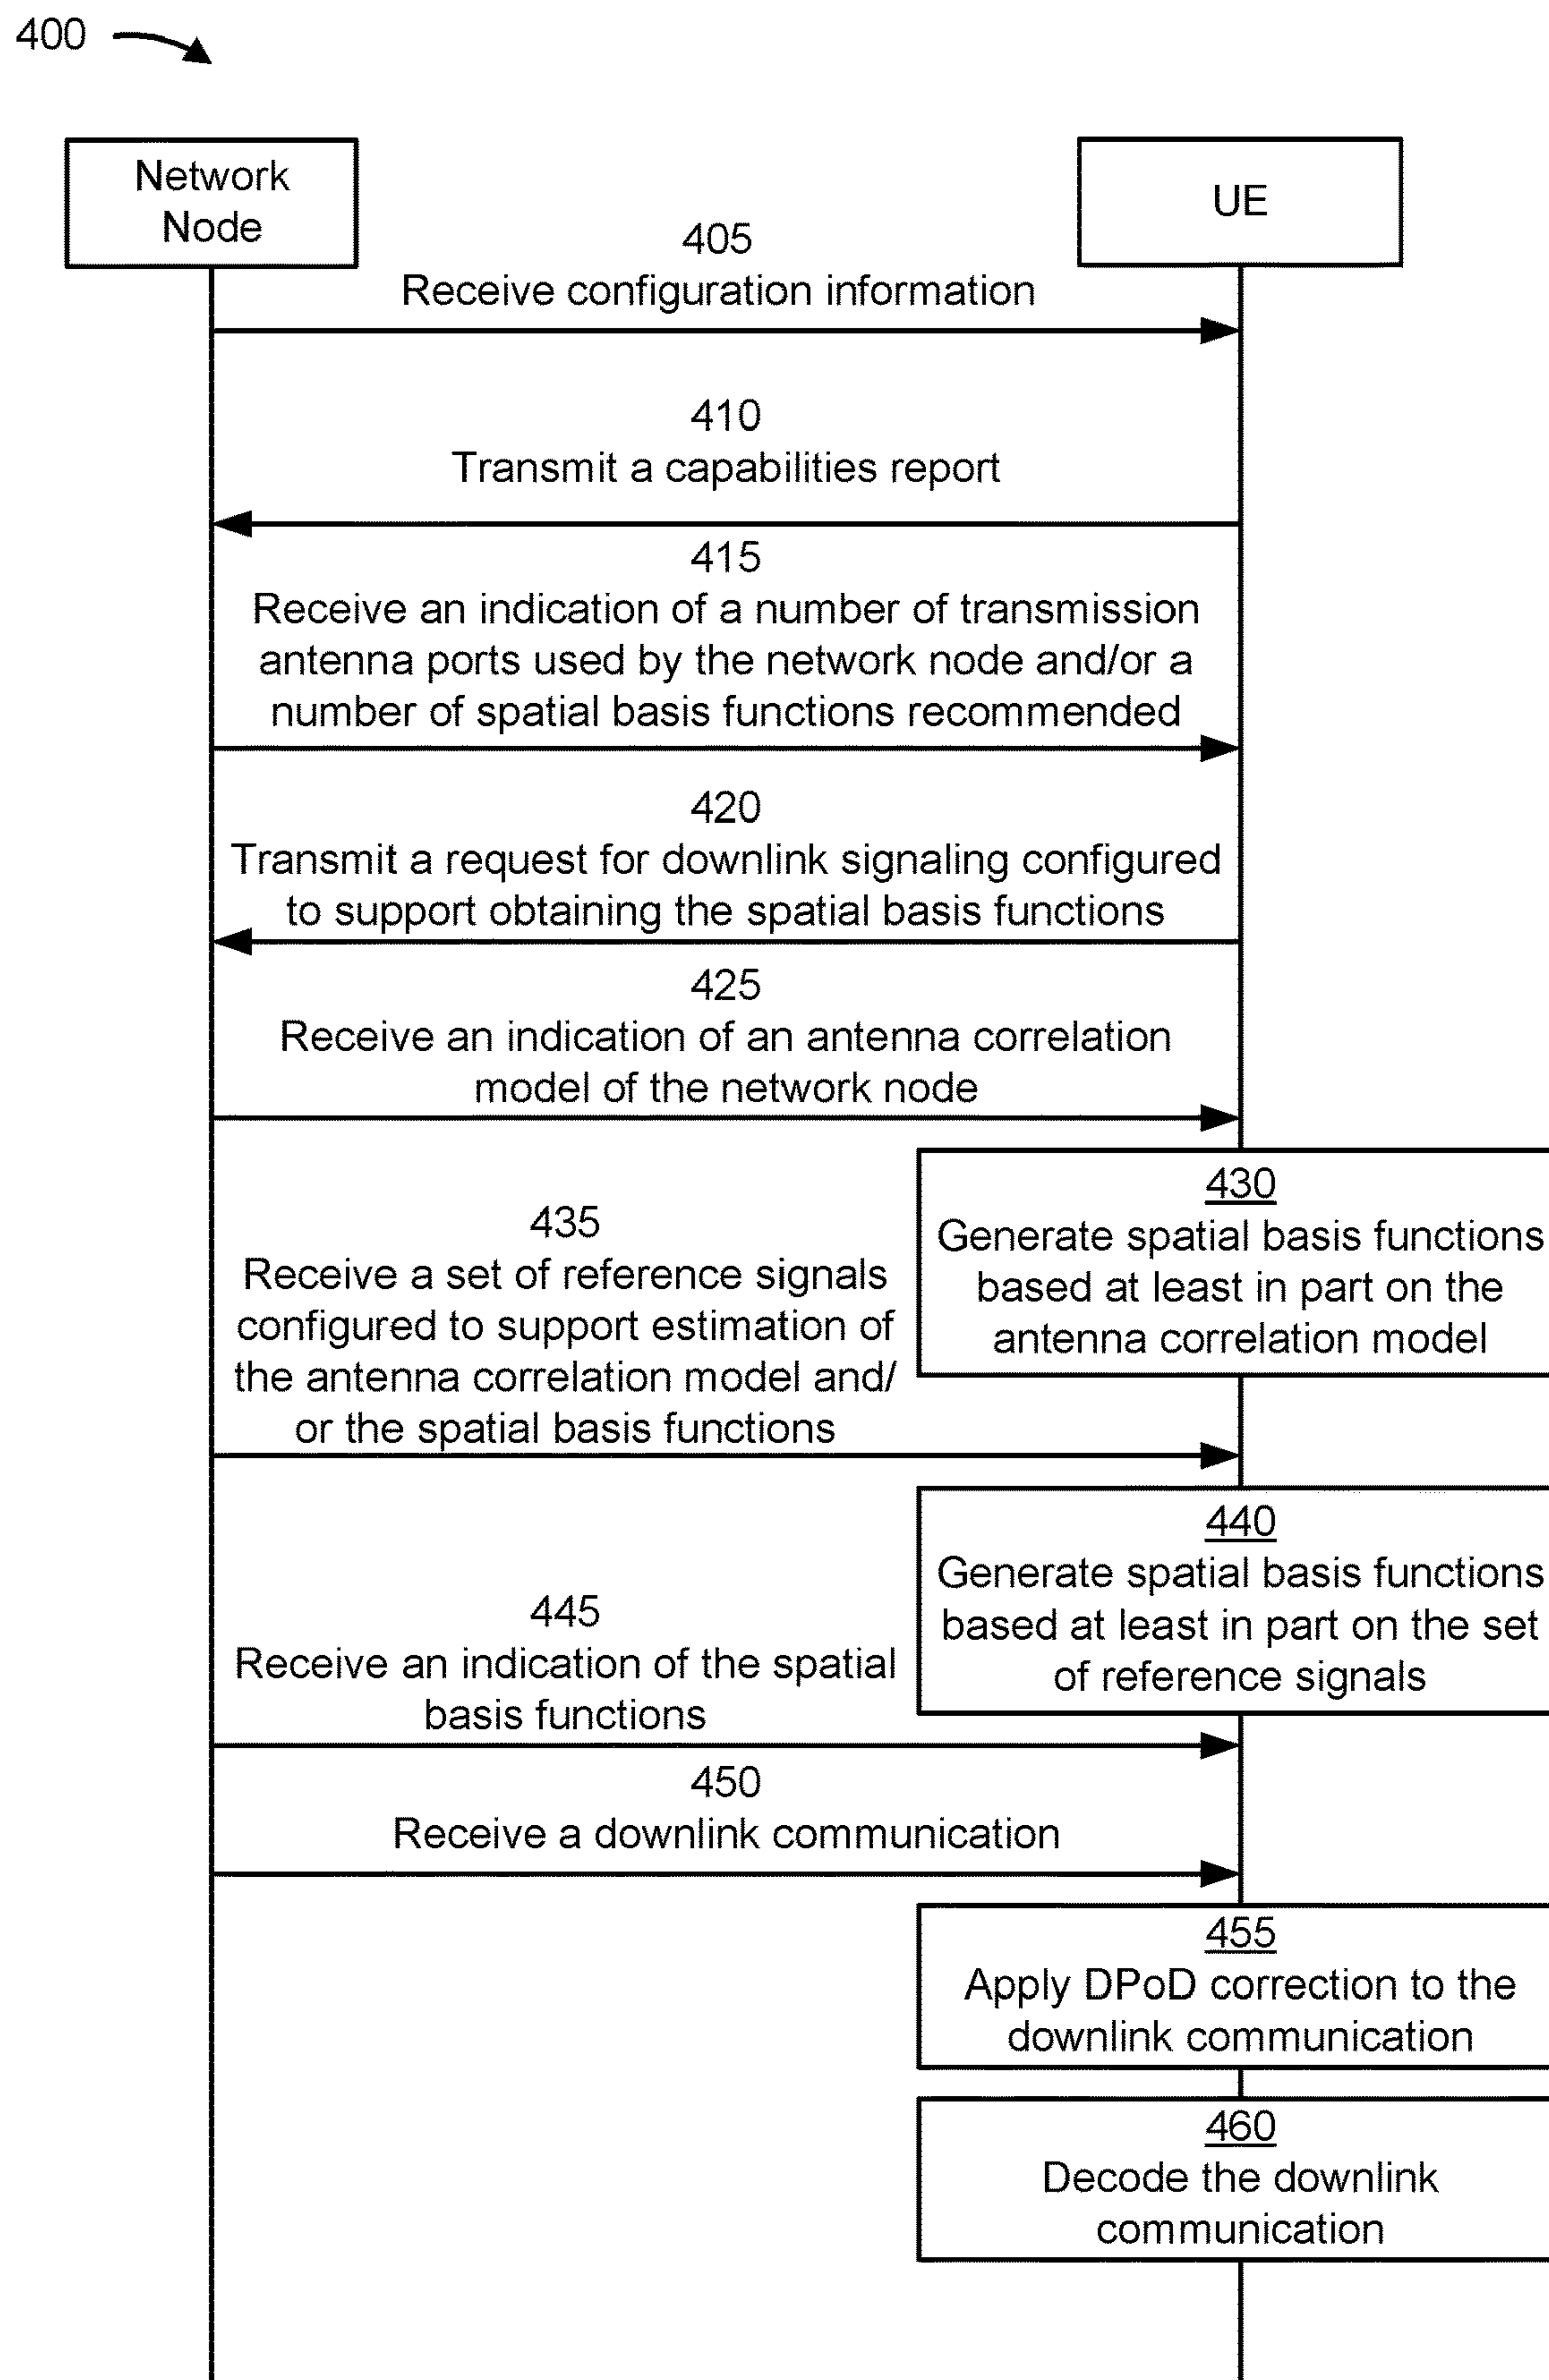 400
Network
Node
UE
405
Receive configuration information
410
Transmit a capabilities report
415
Receive an indication of a number of transmission
antenna ports used by the network node and/or a
number of spatial basis functions recommended
420
Transmit a request for downlink signaling configured
to support obtaining the spatial basis functions
425
Receive an indication of an antenna correlation
model of the network node
430
Generate spatial basis functions
based at least in part on the
antenna correlation model
435
Receive a set of reference signals
configured to support estimation of
the antenna correlation model and/
or the spatial basis functions
440
Generate spatial basis functions
based at least in part on the set
of reference signals
445
Receive an indication of the spatial
basis functions
450
Receive a downlink communication
455
Apply DPoD correction to the
downlink communication
460
Decode the downlink
communication